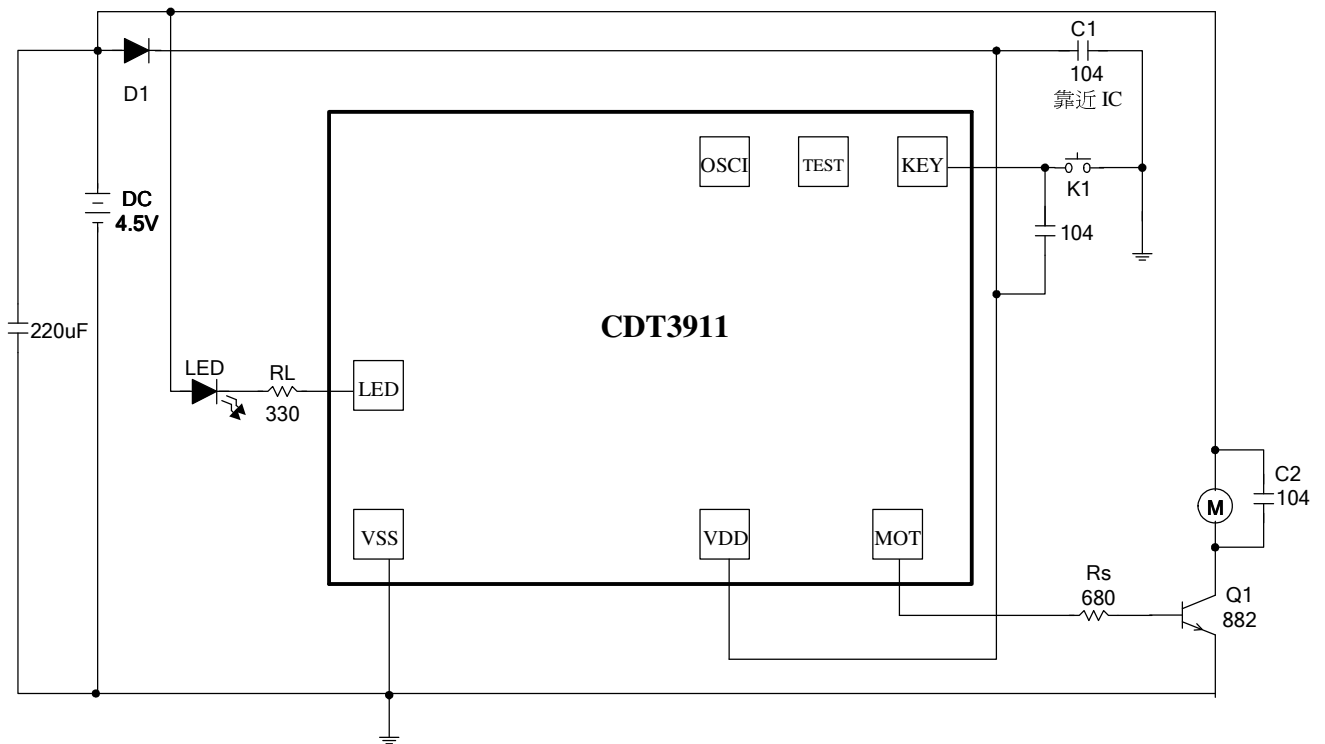 C1
104
靠近 IC
D1
OSCI
TEST
KEY
K1
DC
4.5V
104
CDT3911
220uF
LED
RL
330
LED
C2
104
M
VSS
VDD
MOT
Rs
680
Q1
882